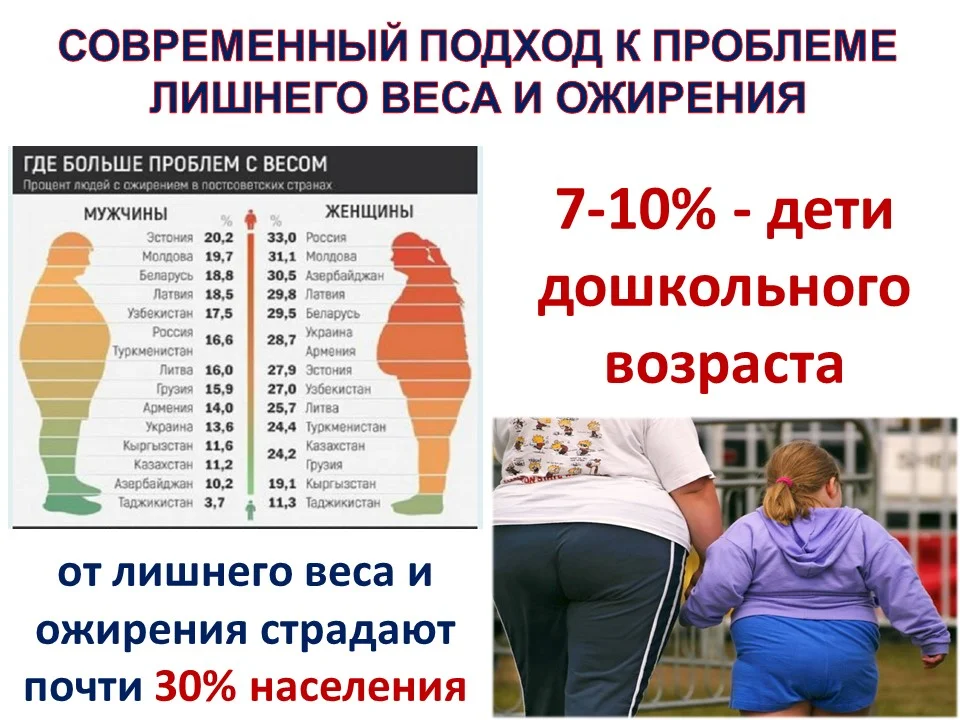 СОВРЕМЕННЫЙ ПОДХОД К ПРОБЛЕМЕ
ЛИШНЕГО ВЕСА И ОЖИРЕНИЯ
ГДЕ БОЛЬШЕ ПРОБЛЕМ С ВЕСОМ
Процент людей с ожирением в постсоветских странах
МУЖЧИНЫ % % ЖЕНЩИНЫ
Эстония 20,2 33,0 Россия
Молдова 19,7 31,1 Молдова
Беларусь 18,8 30,5 Азербайджан
Латвия 18,5 29,8 Латвия
Узбекистан 17,5 29,5 Беларусь
Россия Украина
16,6 28,7
Туркменистан Армения
Литва 16,0 27,9 Эстония
Грузия 15,9 27,0 Узбекистан
Армения 14,0 25,7 Литва
Украина 13,6 24,4 Туркменистан
Кыргызстан 11,6 Казахстан
24,2
Казахстан 11,2 Грузия
Азербайджан 10,2 19,1 Кыргызстан
Таджикистан 3,7 11,3 Таджикистан
7-10% - дети
дошкольного
возраста
от лишнего веса и
ожирения страдают
почти 30% населения